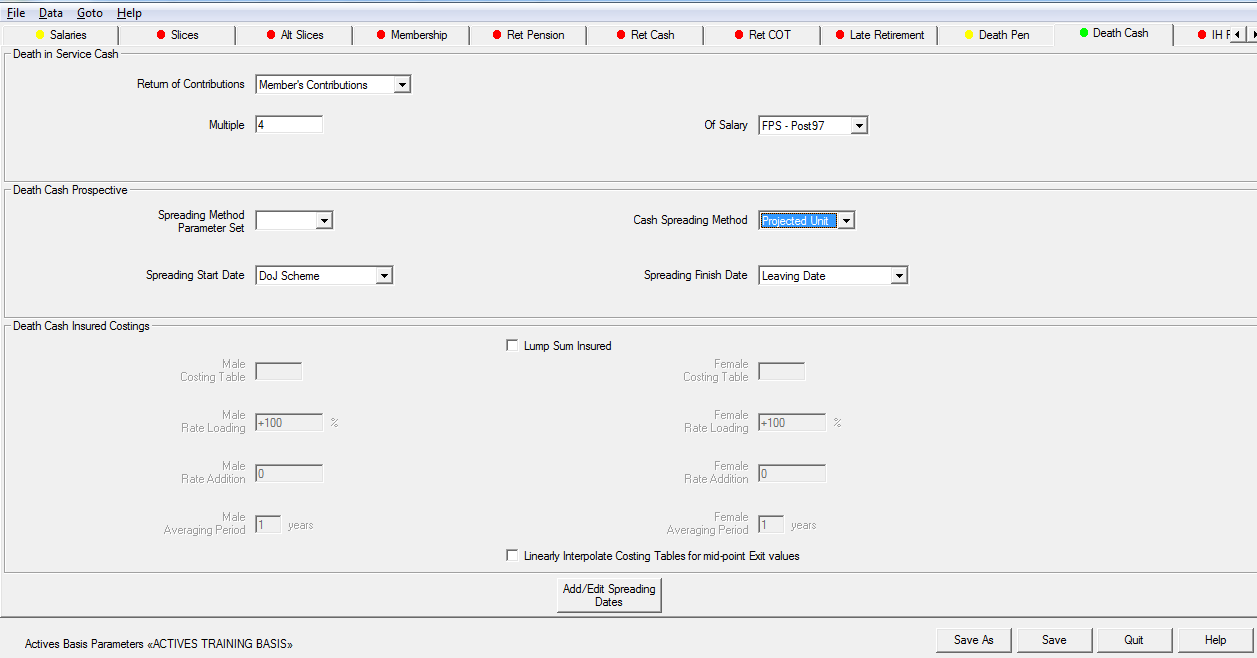 File Data Goto Help
Salaries Slices Alt Slices Membership Ret Pension Ret Cash Ret COT Late Retirement Death Pen Death Cash IH
Death in Service Cash
Return of Contributions Member's Contributions
Multiple 4 Of Salary FPS - Post97
Death Cash Prospective
Spreading Method
Parameter Set
Cash Spreading Method Projected Unit
Spreading Start Date DoJ Scheme Spreading Finish Date Leaving Date
Death Cash Insured Costings
Lump Sum Insured
Male
Costing Table
Female
Costing Table
Male
Rate Loading +100 %
Female
Rate Loading +100 %
Male
Rate Addition 0
Female
Rate Addition 0
Male
Averaging Period 1 years
Female
Averaging Period 1 years
Linearly Interpolate Costing Tables for mid-point Exit values
Add/Edit Spreading
Dates
Actives Basis Parameters «ACTIVES TRAINING BASIS» Save As Save Quit Help